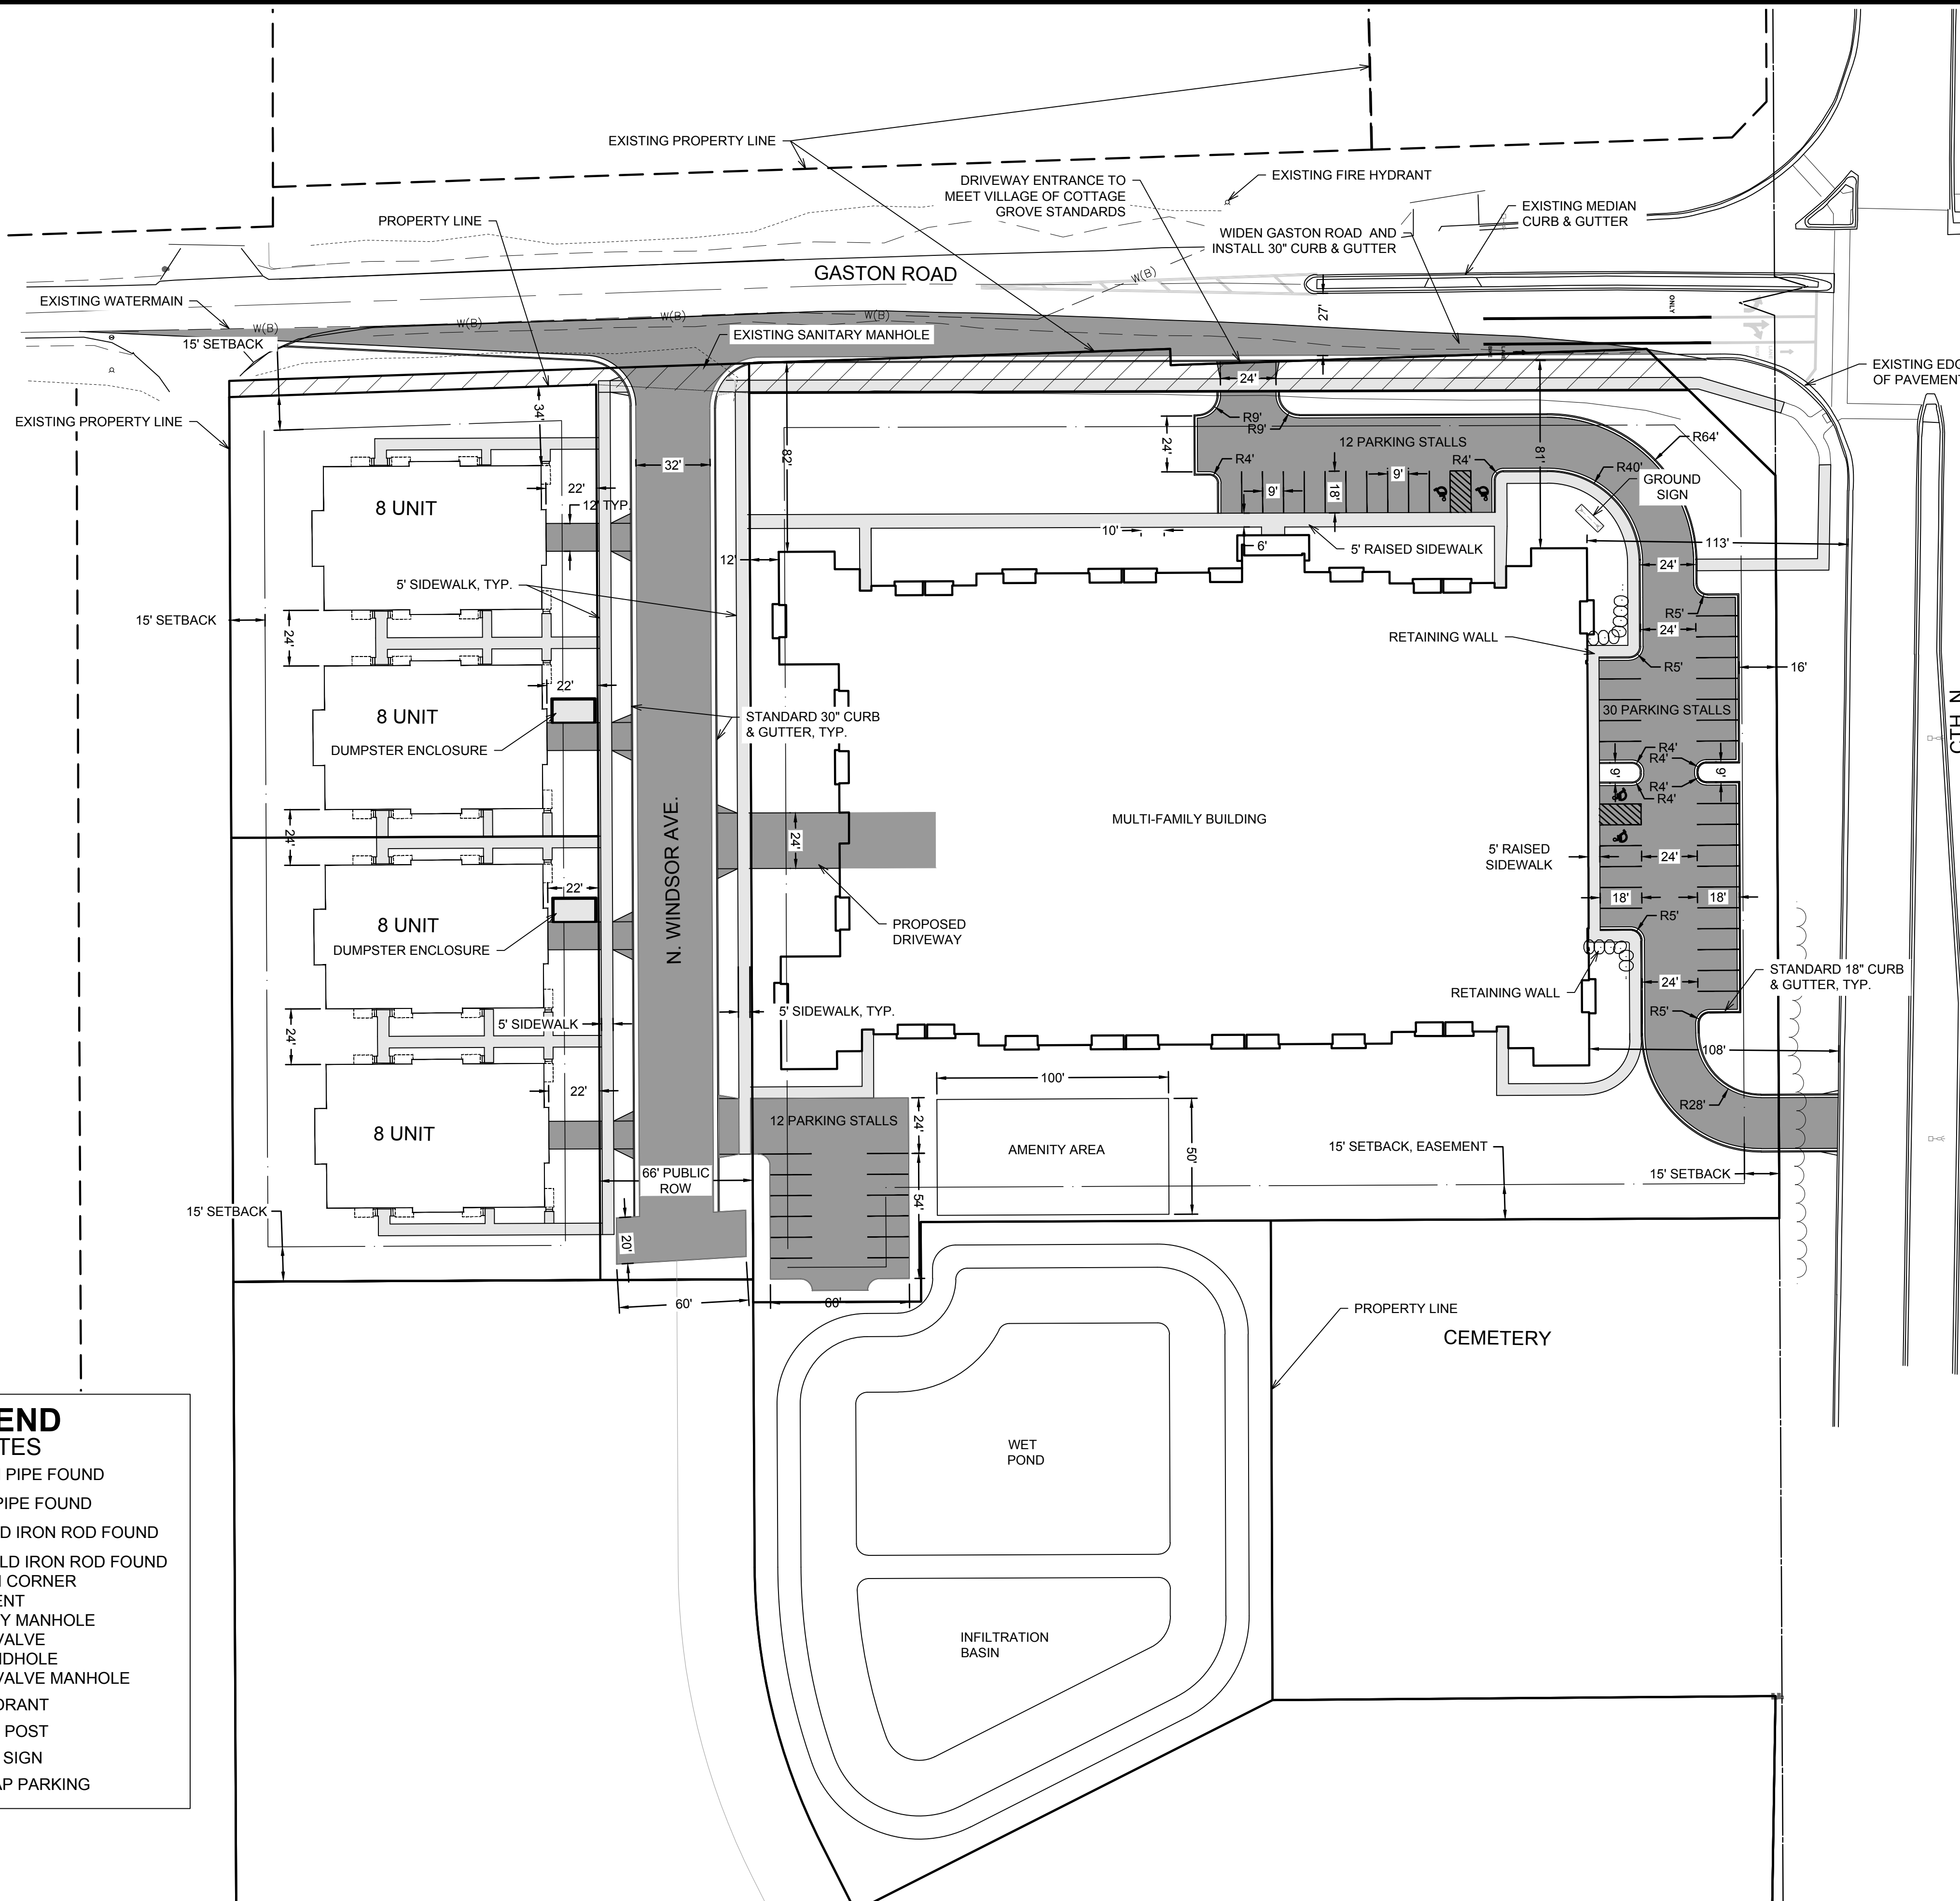 EXISTING PROPERTY LINE
DRIVEWAY ENTRANCE TO
MEET VILLAGE OF COTTAGE
GROVE STANDARDS
EXISTING FIRE HYDRANT
EXISTING MEDIAN
CURB & GUTTER
PROPERTY LINE
WIDEN GASTON ROAD AND
INSTALL 30" CURB & GUTTER
GASTON ROAD
W(B)
EXISTING WATERMAIN
W(B)
W(B)
W(B)
W(B)
27'
ONLY
EXISTING SANITARY MANHOLE
15' SETBACK
EXISTING EDG
OF PAVEMENT
24'
EXISTING PROPERTY LINE
34'
R9'
R9'
12 PARKING STALLS
R64'
24'
82'
81'
32'
R4'
R4'
R40'
GROUND
SIGN
22'
9'
18'
9'
8 UNIT
12' TYP.
10'
6'
5' RAISED SIDEWALK
113'
12'
24'
5' SIDEWALK, TYP.
15' SETBACK
24'
R5'
24'
RETAINING WALL
R5'
16'
22'
8 UNIT
STANDARD 30" CURB
& GUTTER, TYP.
30 PARKING STALLS
N
CTH
DUMPSTER ENCLOSURE
R4'
R4'
9'
9'
R4'
R4'
N. WINDSOR AVE.
MULTI-FAMILY BUILDING
24'
24'
5' RAISED
SIDEWALK
24'
22'
18'
18'
8 UNIT
PROPOSED
DRIVEWAY
R5'
DUMPSTER ENCLOSURE
STANDARD 18" CURB
& GUTTER, TYP.
24'
RETAINING WALL
5' SIDEWALK
5' SIDEWALK, TYP.
R5'
24'
108'
100'
22'
R28'
8 UNIT
12 PARKING STALLS
24'
AMENITY AREA
50'
15' SETBACK, EASEMENT
66' PUBLIC
ROW
15' SETBACK
54'
15' SETBACK
20'
60'
60'
PROPERTY LINE
CEMETERY
END
TES
PIPE FOUND
PIPE FOUND
D IRON ROD FOUND
LD IRON ROD FOUND
CORNER
ENT
Y MANHOLE
VALVE
NDHOLE
VALVE MANHOLE
DRANT
POST
SIGN
AP PARKING
WET
POND
INFILTRATION
BASIN